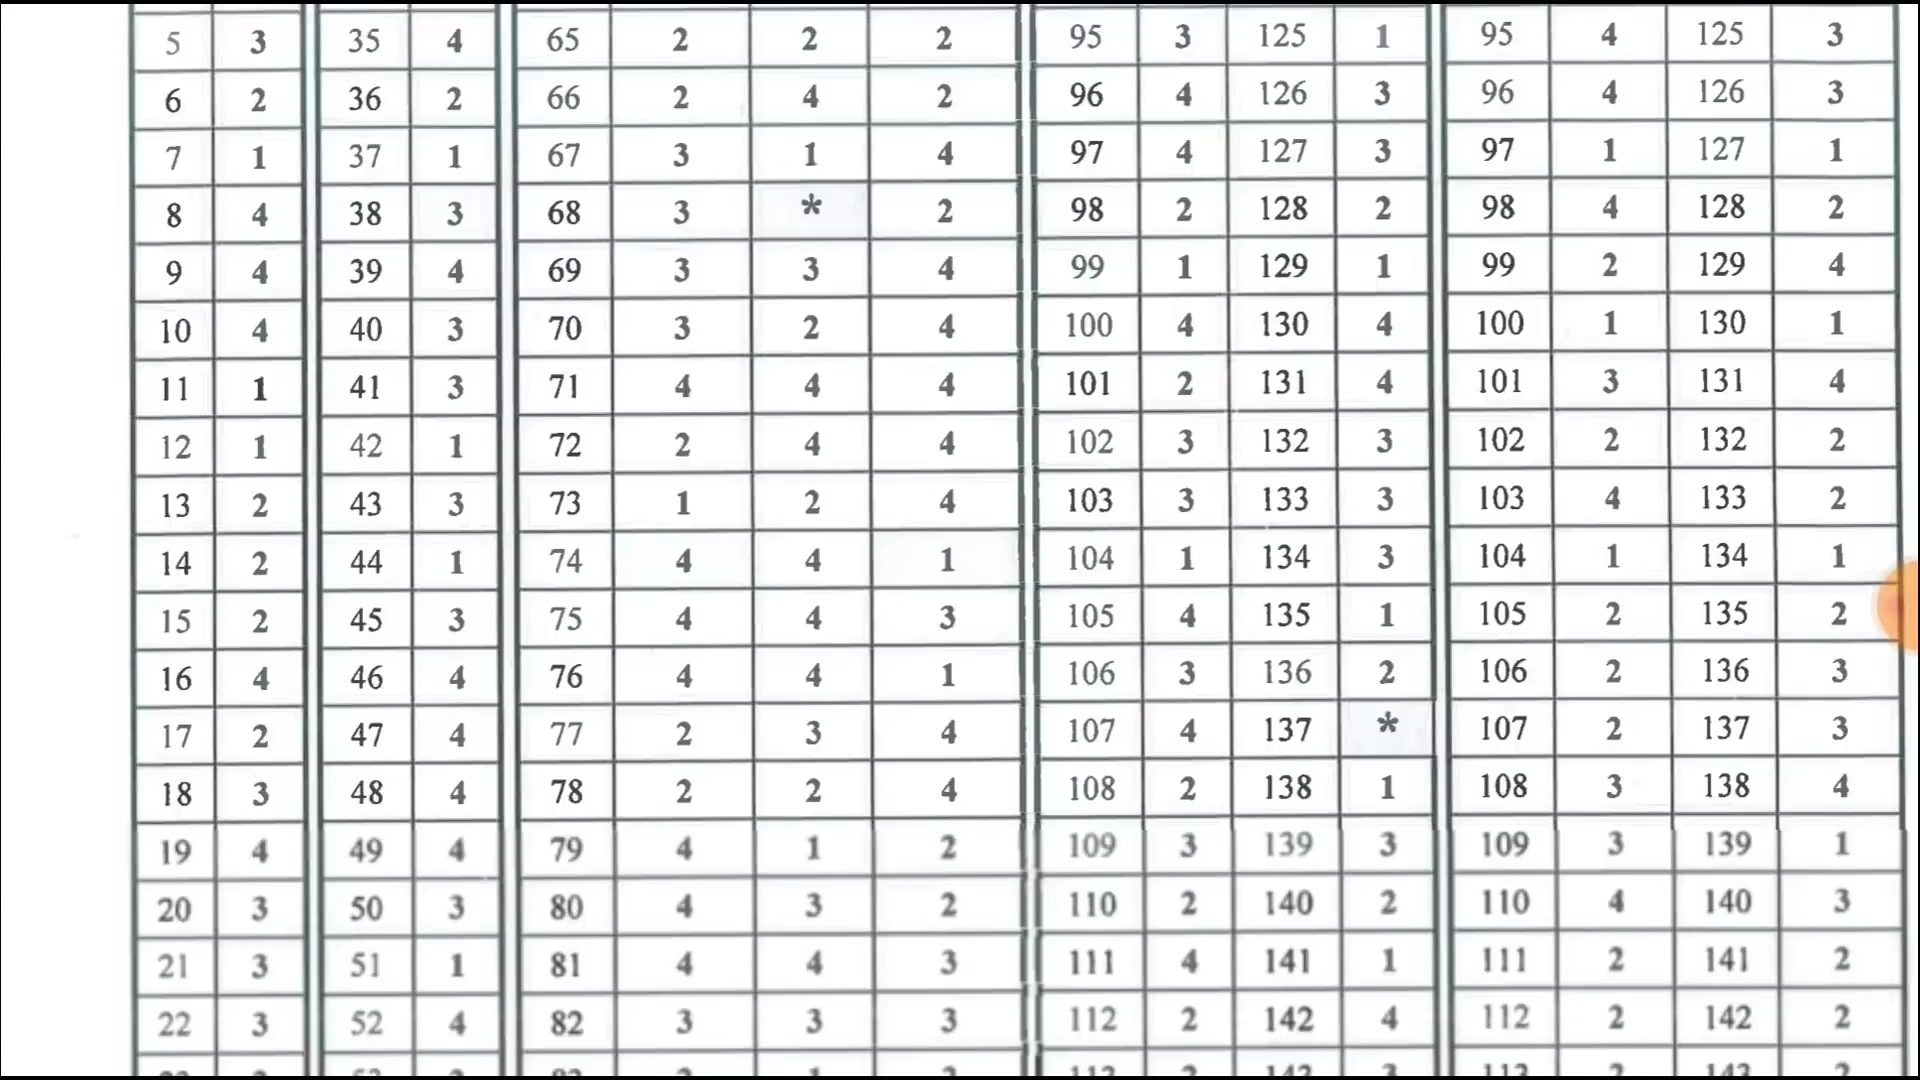 5 3 35 4 65 2 2 2 95 3 125 1 95 4 125 3
6 2 36 2 66 2 4 2 96 4 126 3 96 4 126 3
7 1 37 1 67 3 1 4 97 4 127 3 97 1 127 1
8 4 38 3 68 3 * 2 98 2 128 2 98 4 128 2
9 4 39 4 69 3 3 4 99 1 129 1 99 2 129 4
10 4 40 3 70 3 2 4 100 4 130 4 100 1 130 1
11 1 41 3 71 4 4 4 101 2 131 4 101 3 131 4
12 1 42 1 72 2 4 4 102 3 132 3 102 2 132 2
13 2 43 3 73 1 2 4 103 3 133 3 103 4 133 2
14 2 44 1 74 4 4 1 104 1 134 3 104 1 134 1
15 2 45 3 75 4 4 3 105 4 135 1 105 2 135 2
16 4 46 4 76 4 4 1 106 3 136 2 106 2 136 3
17 2 47 4 77 2 3 4 107 4 137 * 107 2 137 3
18 3 48 4 78 2 2 4 108 2 138 1 108 3 138 4
19 4 49 4 79 4 1 2 109 3 139 3 109 3 139 1
20 3 50 3 80 4 3 2 110 2 140 2 110 4 140 3
21 3 51 1 81 4 4 3 111 4 141 1 111 2 141 2
22 3 52 4 82 3 3 3 112 2 142 4 112 2 142 2